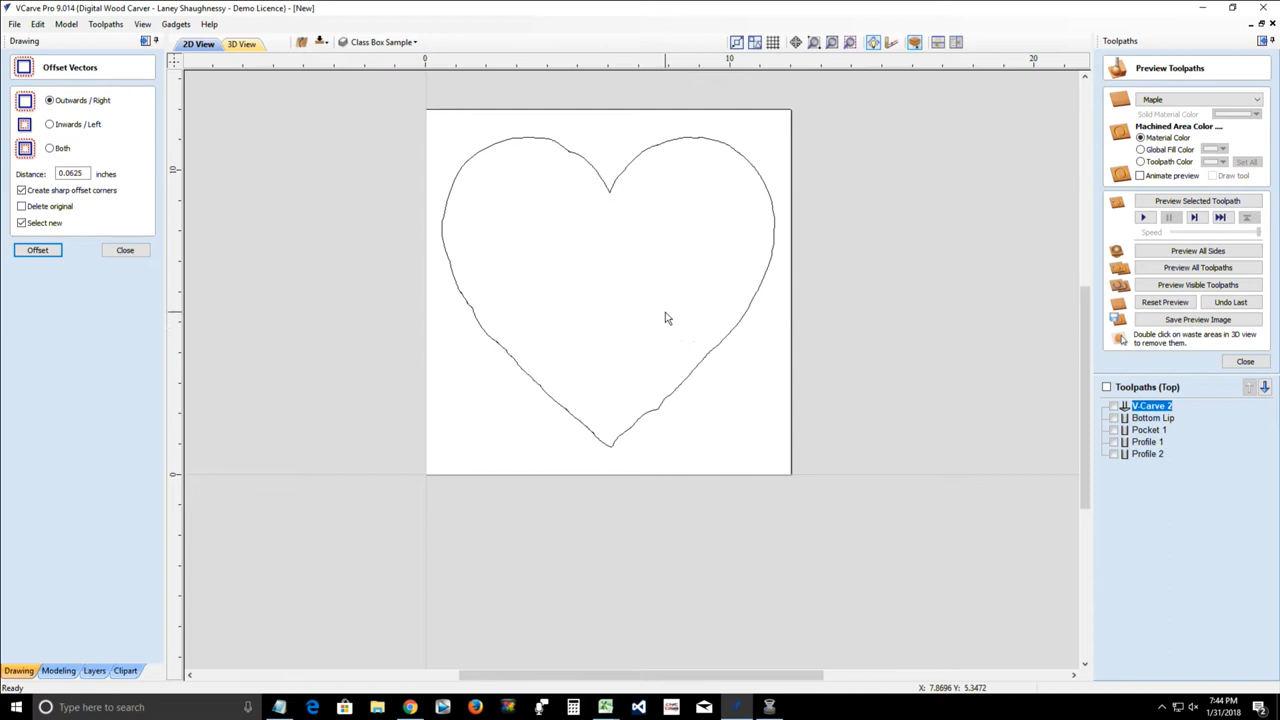 VCarve Pro 9.014 (Digital Wood Carver - Laney Shaughnessy - Demo Licence) - [New]
File Edit Model Toolpaths View Gadgets Help
Drawing
2D View 3D View
Class Box Sample
Toolpaths
Offset Vectors
Outwards / Right
Inwards / Left
Both
Distance: 0.0625 inches
Create sharp offset corners
Delete original
Select new
Offset Close
0 10 20
10
0
Preview Toolpaths
Maple
Solid Material Color
Machined Area Color ....
Material Color
Global Fill Color
Toolpath Color Set All
Animate preview Draw tool
Preview Selected Toolpath
Speed
Preview All Sides
Preview All Toolpaths
Preview Visible Toolpaths
Reset Preview Undo Last
Save Preview Image
Double click on waste areas in 3D view
to remove them.
Close
Toolpaths (Top)
V-Carve 2
Bottom Lip
Pocket 1
Profile 1
Profile 2
Drawing Modeling Layers Clipart
Ready
X: 7.8696 Y: 5.3472
Type here to search
7:44 PM
1/31/2018
2